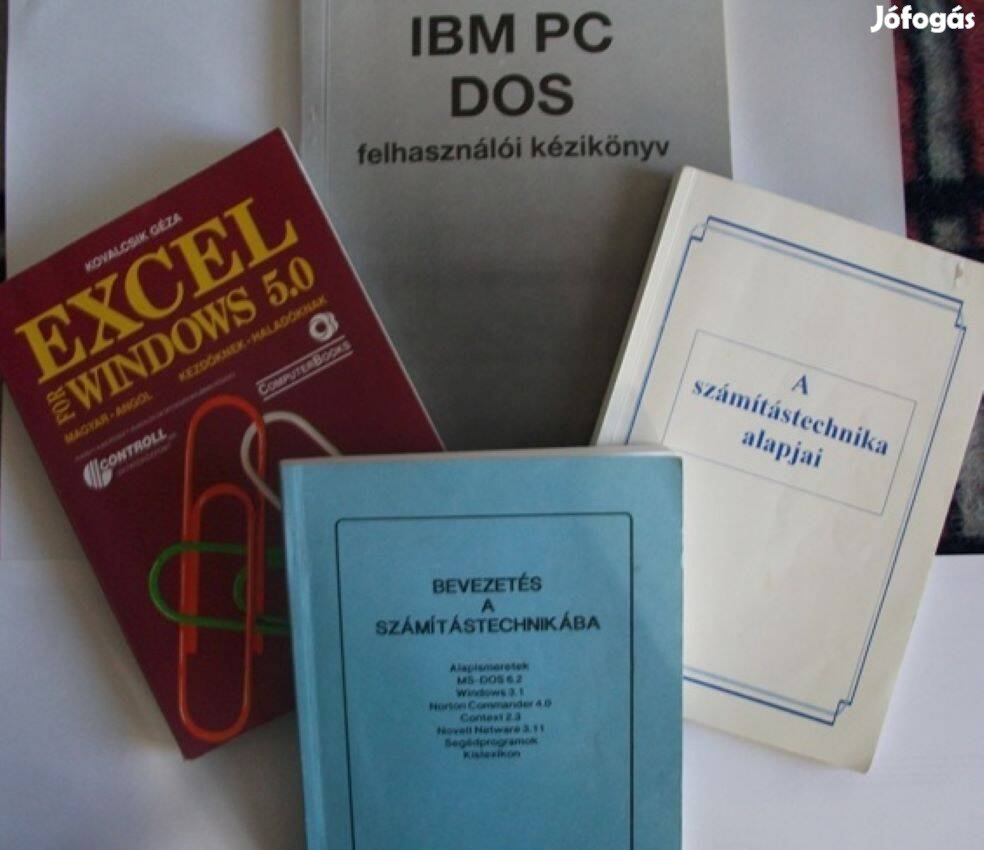 Jófogás
IBM PC
DOS
felhasználói kézikönyv
KOVALCSIK GÉZA
EXCEL
FOR WINDOWS 5.0
MAGYAR - ANGOL KEZDŐKNEK - HALADÓKNAK
COMPUTERBOOKS
CONTROLL
A
számítástechnika
alapjai
BEVEZETÉS
A
SZÁMÍTÁSTECHNIKÁBA
Alapismeretek
MS-DOS 6.2
Windows 3.1
Norton Commander 4.0
Context 2.3
Novell Netware 3.11
Segédprogramok
Kislexikon